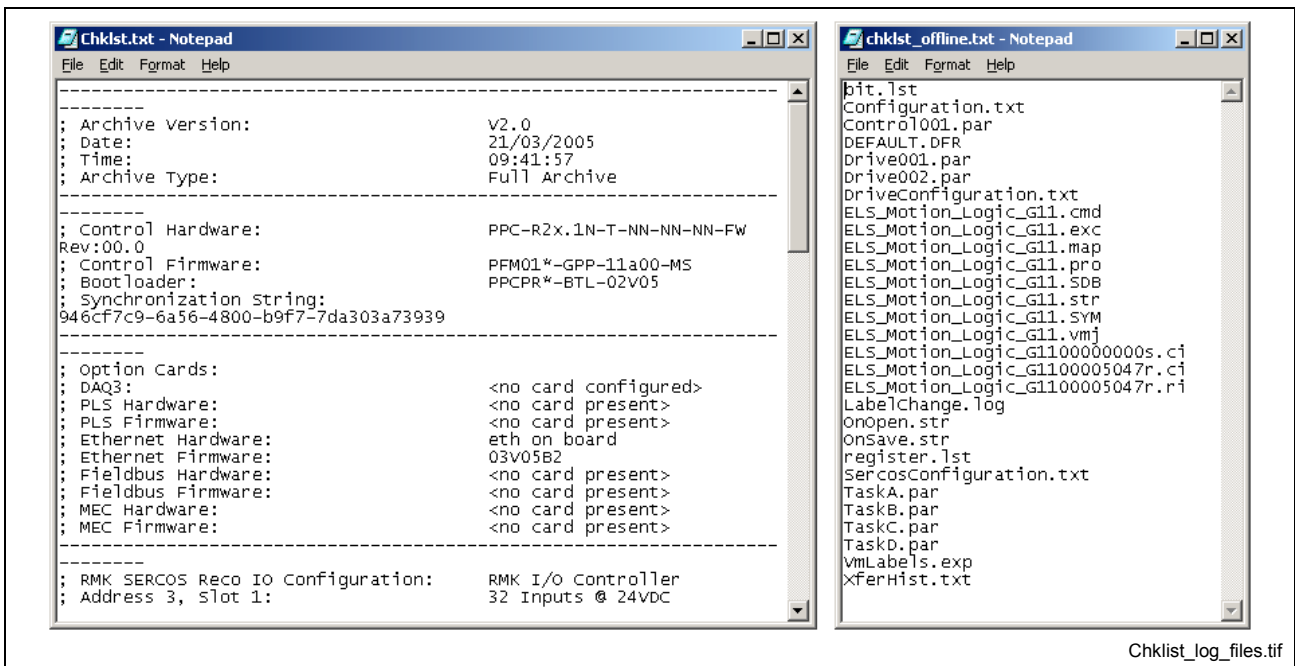 Chklst.txt - Notepad
File Edit Format Help
-----------------------------------------------------------------------
--------
; Archive Version: V2.0
; Date: 21/03/2005
; Time: 09:41:57
; Archive Type: Full Archive
-----------------------------------------------------------------------
--------
; Control Hardware: PPC-R2x.1N-T-NN-NN-NN-FW
Rev:00.0
; Control Firmware: PFM01*-GPP-11a00-MS
; Bootloader: PPCPR*-BTL-02V05
; Synchronization String:
946cf7c9-6a56-4800-b9f7-7da303a73939
-----------------------------------------------------------------------
--------
; Option Cards:
; DAQ3: <no card configured>
; PLS Hardware: <no card present>
; PLS Firmware: <no card present>
; Ethernet Hardware: eth on board
; Ethernet Firmware: 03V05B2
; Fieldbus Hardware: <no card present>
; Fieldbus Firmware: <no card present>
; MEC Hardware: <no card present>
; MEC Firmware: <no card present>
-----------------------------------------------------------------------
--------
; RMK SERCOS Reco IO Configuration: RMK I/O Controller
; Address 3, Slot 1: 32 Inputs @ 24VDC
chklst_offline.txt - Notepad
File Edit Format Help
bit.lst
Configuration.txt
Control001.par
DEFAULT.DFR
Drive001.par
Drive002.par
DriveConfiguration.txt
ELS_Motion_Logic_G11.cmd
ELS_Motion_Logic_G11.exc
ELS_Motion_Logic_G11.map
ELS_Motion_Logic_G11.pro
ELS_Motion_Logic_G11.SDB
ELS_Motion_Logic_G11.str
ELS_Motion_Logic_G11.SYM
ELS_Motion_Logic_G11.vmj
ELS_Motion_Logic_G1100000000s.ci
ELS_Motion_Logic_G1100005047r.ci
ELS_Motion_Logic_G1100005047r.ri
LabelChange.log
OnOpen.str
OnSave.str
register.lst
SercosConfiguration.txt
TaskA.par
TaskB.par
TaskC.par
TaskD.par
VmLabels.exp
XferHist.txt
Chklist_log_files.tif